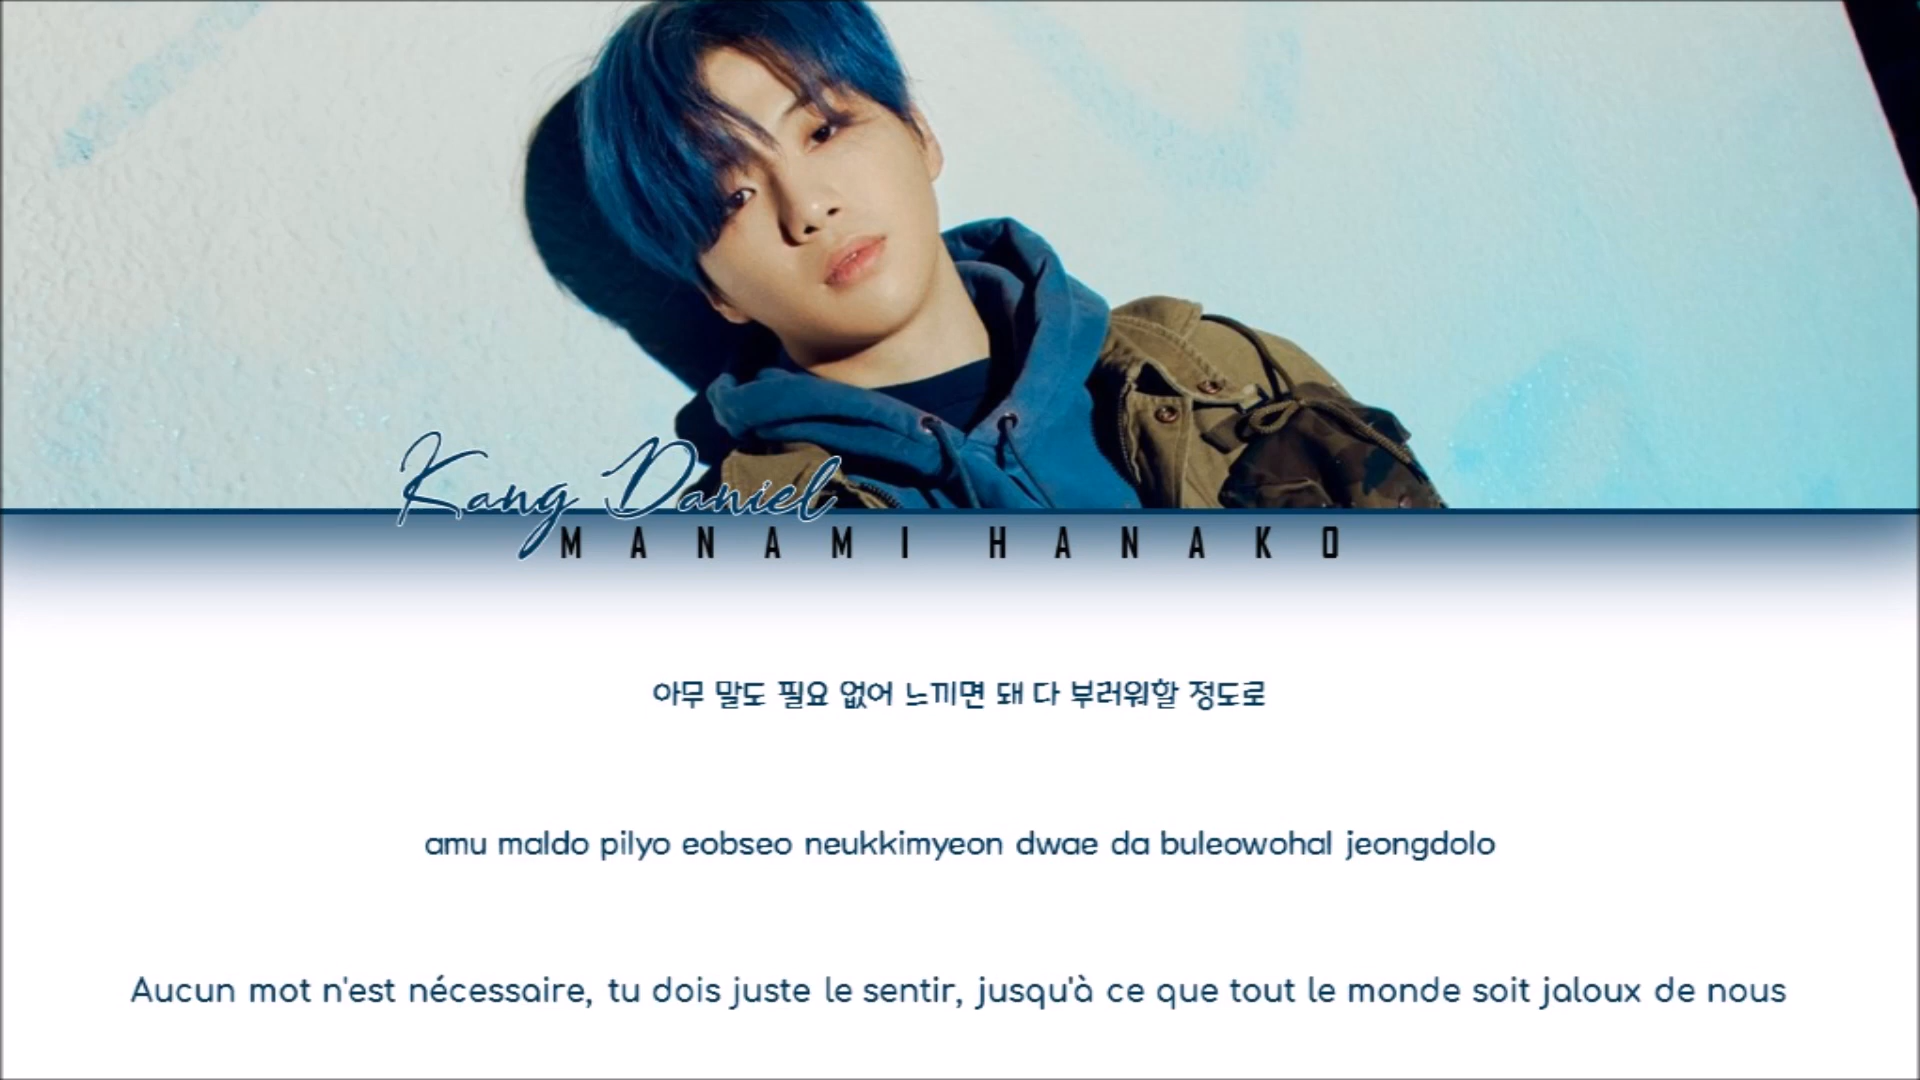 Kang Daniel
MANAMI HANAKO
아무 말도 필요 없어 느끼면 돼 다 부러워할 정도로
amu maldo pilyo eobseo neukkimyeon dwae da buleowohal jeongdolo
Aucun mot n'est nécessaire, tu dois juste le sentir, jusqu'à ce que tout le monde soit jaloux de nous